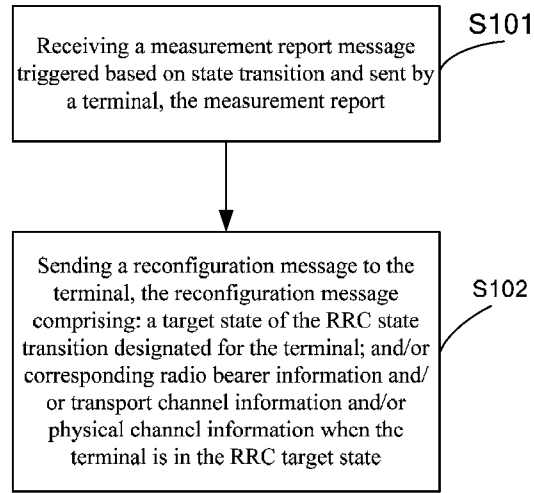 S101
Receiving a measurement report message
triggered based on state transition and sent by
a terminal, the measurement report
S102
Sending a reconfiguration message to the
terminal, the reconfiguration message
comprising: a target state of the RRC state
transition designated for the terminal; and/or
corresponding radio bearer information and/
or transport channel information and/or
physical channel information when the
terminal is in the RRC target state